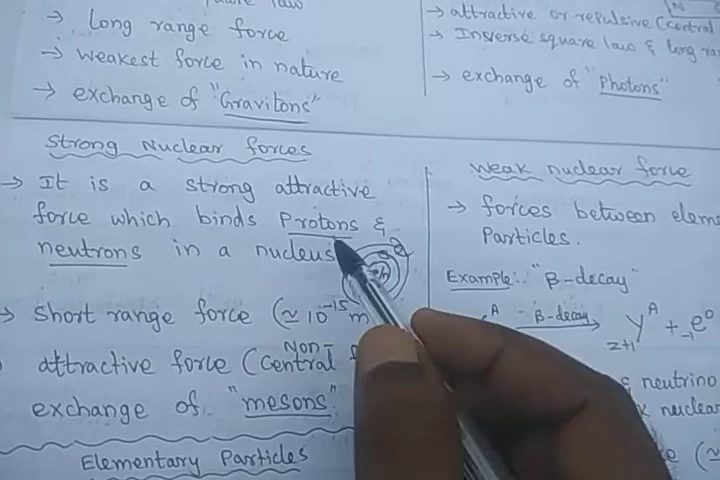 → Long range force
→ weakest force in nature
→ exchange of "Gravitons"
→ attractive or repulsive (central
→ Inverse square law & long
→ exchange of "Photons"
Strong Nuclear forces
→ It is a strong attractive
force which binds Protons &
neutrons in a nucleus
→ short range force (≃ 10⁻¹⁵ m
attractive force (Non-central
exchange of "mesons"
Elementary Particles
weak nuclear force
→ forces between
Particles.
Example:- "β-decay"
A β-decay→ z+1 Y A + -1 e 0
& neutrino
nuclear